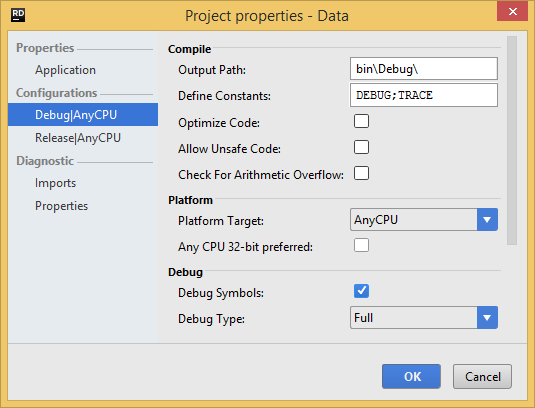 RD
Project properties - Data
Properties
Application
Configurations
Debug|AnyCPU
Release|AnyCPU
Diagnostic
Imports
Properties
Compile
Output Path: bin\Debug\
Define Constants: DEBUG;TRACE
Optimize Code:
Allow Unsafe Code:
Check For Arithmetic Overflow:
Platform
Platform Target: AnyCPU
Any CPU 32-bit preferred:
Debug
Debug Symbols:
Debug Type: Full
OK Cancel